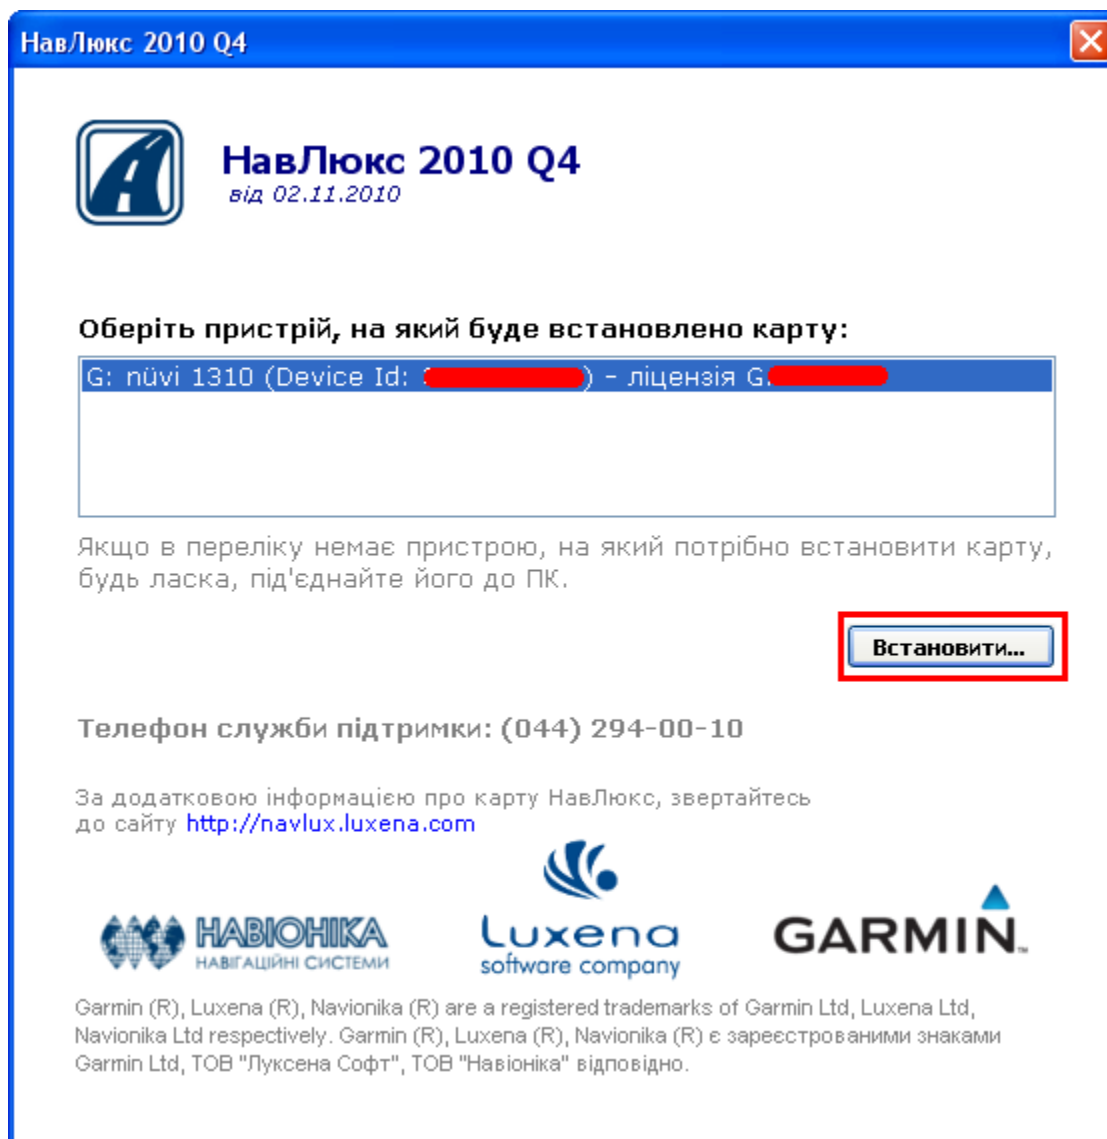 НавЛюкс 2010 Q4
НавЛюкс 2010 Q4
від 02.11.2010
Оберіть пристрій, на який буде встановлено карту:
G: nüvi 1310 (Device Id: ) - ліцензія G
Якщо в переліку немає пристрою, на який потрібно встановити карту,
будь ласка, під'єднайте його до ПК.
Встановити...
Телефон служби підтримки: (044) 294-00-10
За додатковою інформацією про карту НавЛюкс, звертайтесь
до сайту http://navlux.luxena.com
НАВІОНІКА
НАВІГАЦІЙНІ СИСТЕМИ
Luxena
software company
GARMIN™
Garmin (R), Luxena (R), Navionika (R) are a registered trademarks of Garmin Ltd, Luxena Ltd,
Navionika Ltd respectively. Garmin (R), Luxena (R), Navionika (R) є зареєстрованими знаками
Garmin Ltd, ТОВ "Луксена Софт", ТОВ "Навіоніка" відповідно.